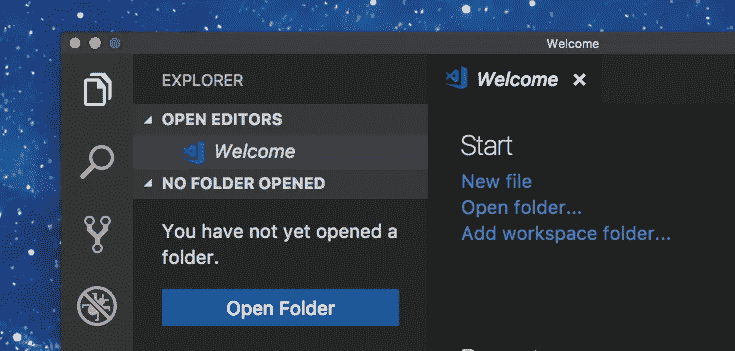 Welcome
EXPLORER
OPEN EDITORS
Welcome
NO FOLDER OPENED
You have not yet opened a
folder.
Open Folder
Welcome
Start
New file
Open folder...
Add workspace folder...